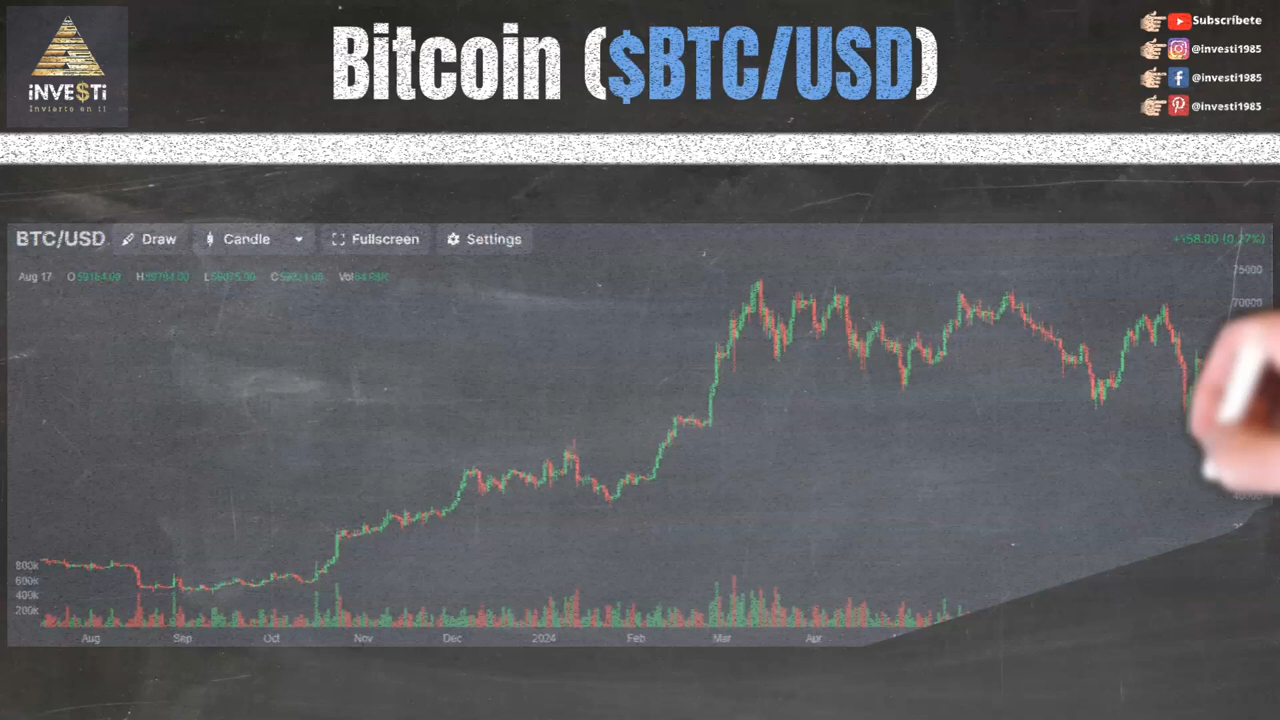 Bitcoin ($BTC/USD)
iNVE$Ti
Invierte en ti
Subscríbete
@investi1985
@investi1985
@investi1985
BTC/USD Draw Candle Fullscreen Settings
Aug 17 O H L C Vol
75000
70000
800k
600k
400k
200k
Aug Sep Oct Nov Dec 2024 Feb Mar Apr